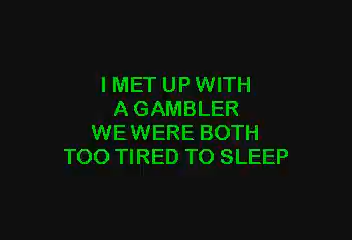 I MET UP WITH
A GAMBLER
WE WERE BOTH
TOO TIRED TO SLEEP